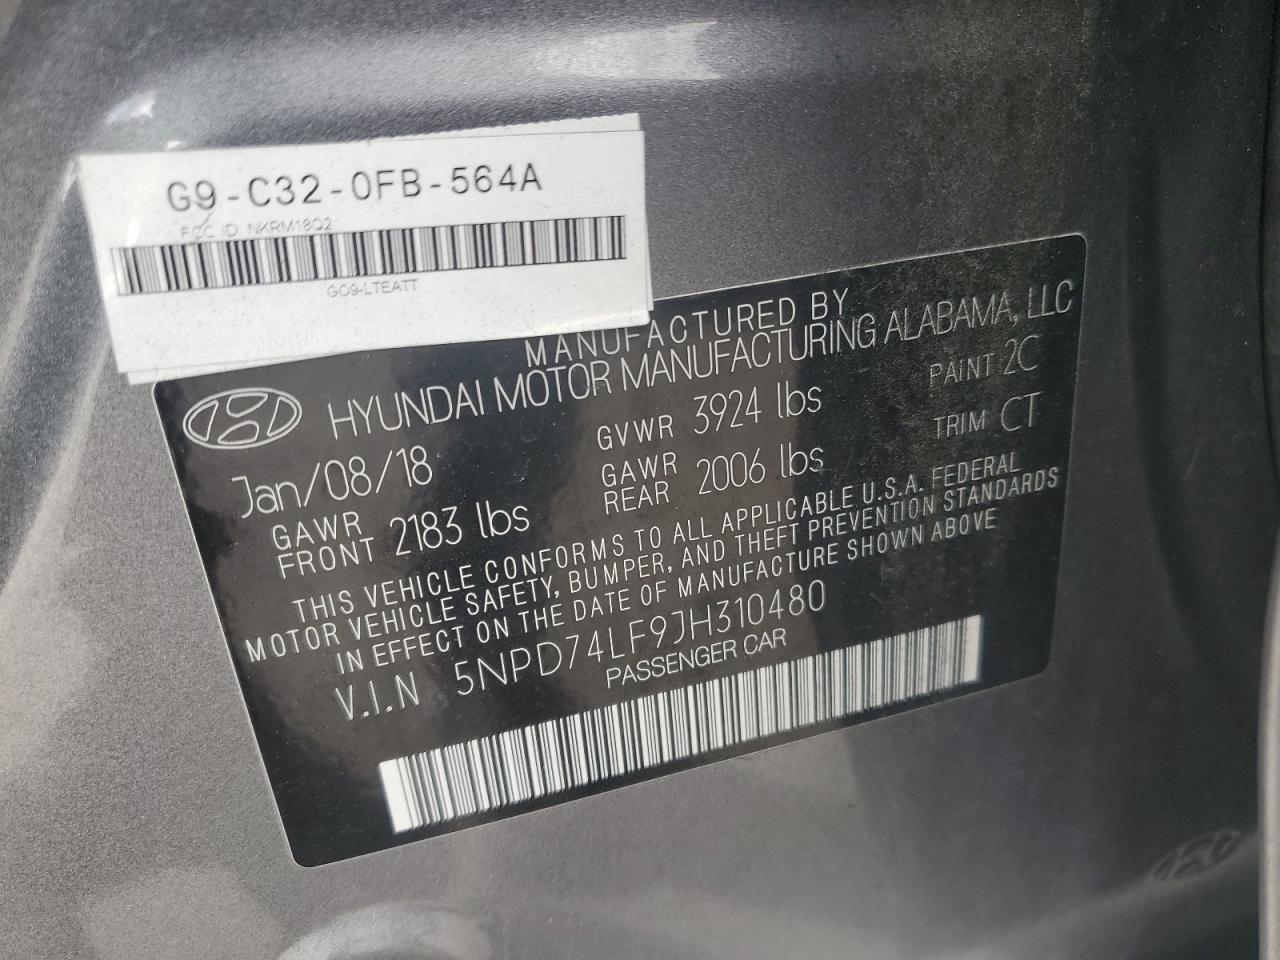 G9-C32-0FB-564A
FCC ID NKRM18Q2
GO9-LTEATT
MANUFACTURED BY
HYUNDAI MOTOR MANUFACTURING ALABAMA, LLC
Jan/08/18 GVWR 3924 lbs PAINT 2C
GAWR FRONT 2183 lbs GAWR REAR 2006 lbs TRIM CT
THIS VEHICLE CONFORMS TO ALL APPLICABLE U.S.A. FEDERAL
MOTOR VEHICLE SAFETY, BUMPER, AND THEFT PREVENTION STANDARDS
IN EFFECT ON THE DATE OF MANUFACTURE SHOWN ABOVE
V.I.N 5NPD74LF9JH310480
PASSENGER CAR